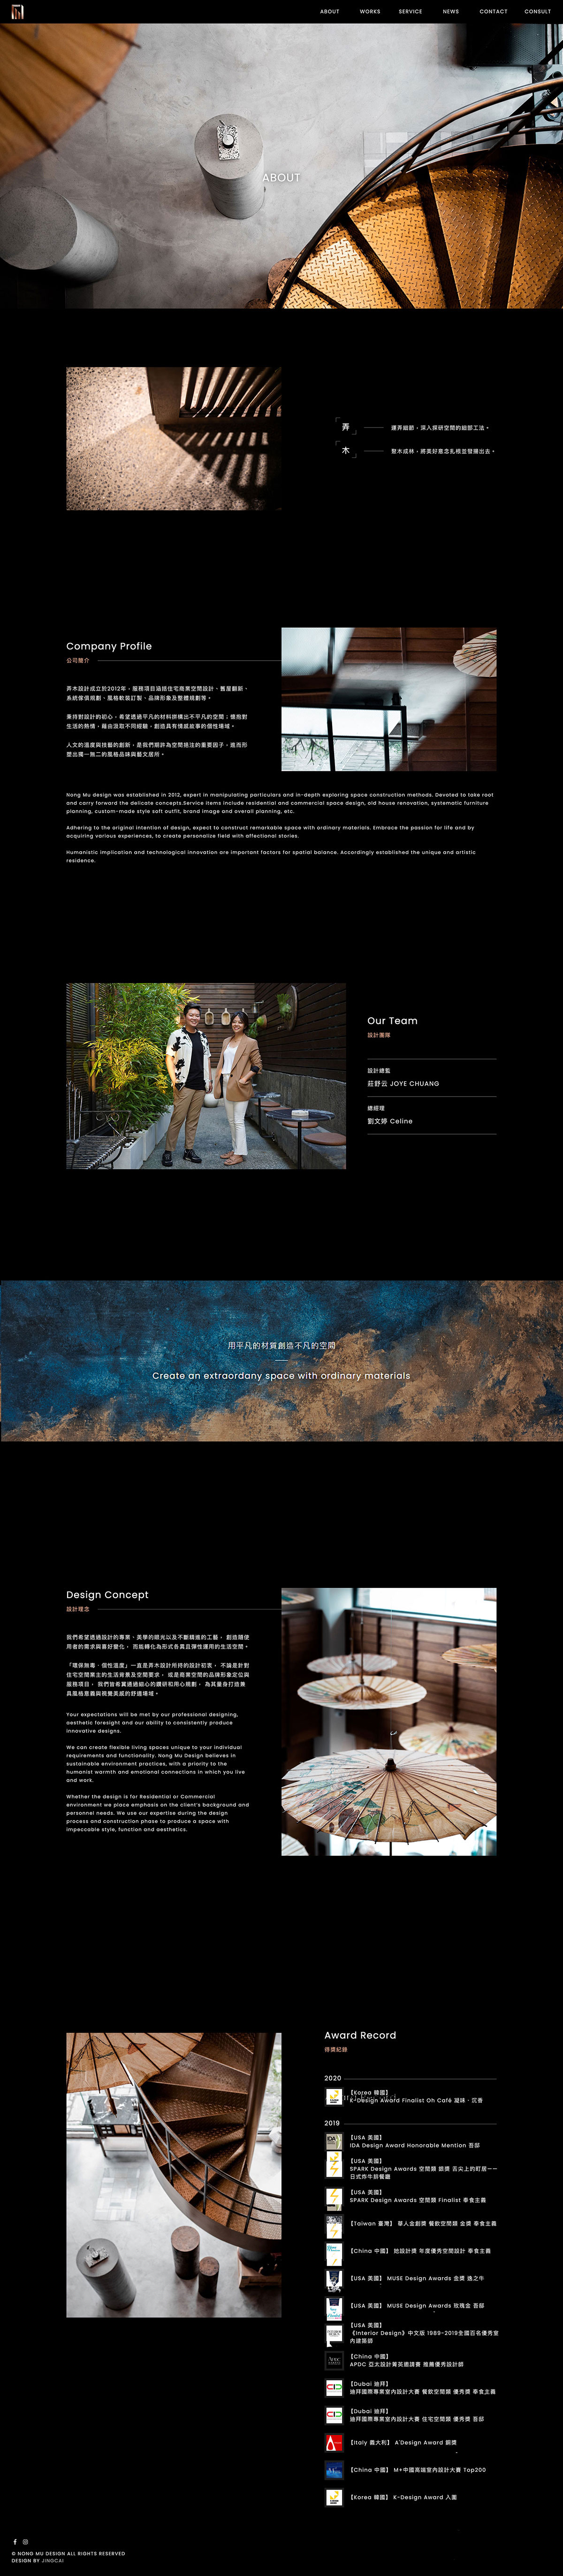 ABOUT WORKS SERVICE NEWS CONTACT CONSULT
ABOUT
弄 運弄細節，深入探研空間的細部工法。
木 聚木成林，將美好意念扎根並發揚出去。
Company Profile
公司簡介
弄木設計成立於2012年，服務項目涵括住宅商業空間設計、舊屋翻新、
系統傢俱規劃、風格軟裝訂製、品牌形象及整體規劃等。
秉持對設計的初心，希望透過平凡的材料拼構出不平凡的空間；懷抱對
生活的熱情，藉由汲取不同經驗，創造具有情感故事的個性場域。
人文的溫度與技藝的創新，是我們斟酌為空間挹注的重要因子，進而形
塑出獨一無二的風格品味與藝文居所。
Nong Mu design was established in 2012, expert in manipulating particulars and in-depth exploring space construction methods. Devoted to take root
and carry forward the delicate concepts.Service items include residential and commercial space design, old house renovation, systematic furniture
planning, custom-made style soft outfit, brand image and overall planning, etc.
Adhering to the original intention of design, expect to construct remarkable space with ordinary materials. Embrace the passion for life and by
acquiring various experiences, to create personalize field with affectional stories.
Humanistic implication and technological innovation are important factors for spatial balance. Accordingly established the unique and artistic
residence.
Our Team
設計團隊
設計總監
莊舒云 JOYE CHUANG
總經理
劉文婷 Celine
用平凡的材質創造不凡的空間
Create an extraordany space with ordinary materials
Design Concept
設計理念
我們希望透過設計的專業、美學的眼光以及不斷精進的工藝， 創造隨使
用者的需求與喜好變化， 而能轉化為形式各異且彈性運用的生活空間。
「環保無毒．個性溫度」一直是弄木設計所持的設計初衷， 不論是針對
住宅空間業主的生活背景及空間要求， 或是商業空間的品牌形象定位與
服務項目， 我們皆希冀通過細心的鑽研和用心規劃， 為其量身打造兼
具風格意義與視覺美感的舒適場域。
Your expectations will be met by our professional designing,
aesthetic foresight and our ability to consistently produce
innovative designs.
We can create flexible living spaces unique to your individual
requirements and functionality. Nong Mu Design believes in
sustainable environment practices, with a priority to the
humanist warmth and emotional connections in which you live
and work.
Whether the design is for Residential or Commercial
environment we place emphasis on the client's background and
personnel needs. We use our expertise during the design
process and construction phase to produce a space with
impeccable style, function and aesthetics.
Award Record
得獎紀錄
2020
【Korea 韓國】
K-Design Award Finalist Oh Café 凝眸．沉香
2019
【USA 美國】
IDA Design Award Honorable Mention 吾邸
【USA 美國】
SPARK Design Awards 空間類 銀獎 舌尖上的町居——
日式炸牛排餐廳
【USA 美國】
SPARK Design Awards 空間類 Finalist 奉食主義
【Taiwan 臺灣】 華人金創獎 餐飲空間類 金獎 奉食主義
【China 中國】 始設計獎 年度優秀空間設計 奉食主義
【USA 美國】 MUSE Design Awards 金獎 逸之牛
【USA 美國】 MUSE Design Awards 玫瑰金 吾邸
【USA 美國】
《Interior Design》中文版 1989-2019全國百名優秀室
內建築師
【China 中國】
APDC 亞太設計菁英邀請賽 推薦優秀設計師
【Dubai 迪拜】
迪拜國際專業室內設計大賽 餐飲空間類 優秀獎 奉食主義
【Dubai 迪拜】
迪拜國際專業室內設計大賽 住宅空間類 優秀獎 吾邸
【Italy 義大利】 A'Design Award 銅獎
【China 中國】 M+中國高端室內設計大賽 Top200
【Korea 韓國】 K-Design Award 入圍
© NONG MU DESIGN ALL RIGHTS RESERVED
DESIGN BY JINGCAI